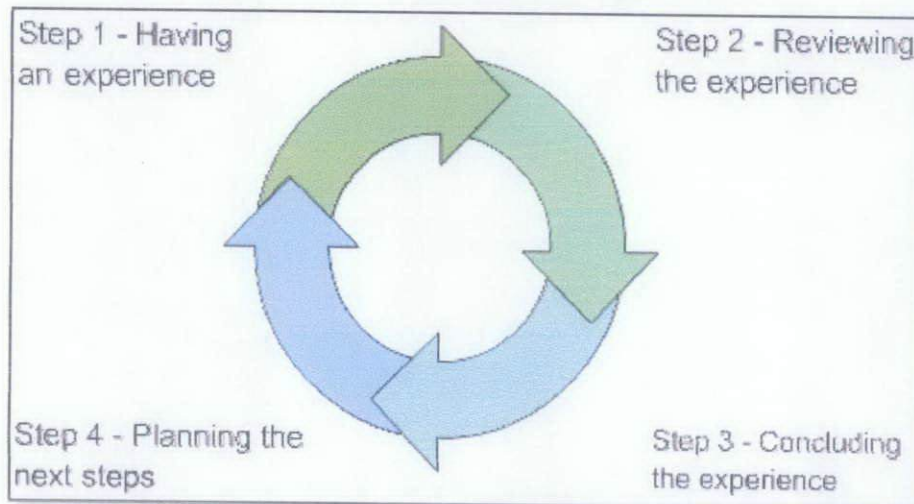 Step 1 - Having
an experience
Step 2 - Reviewing
the experience
Step 3 - Concluding
the experience
Step 4 - Planning the
next steps